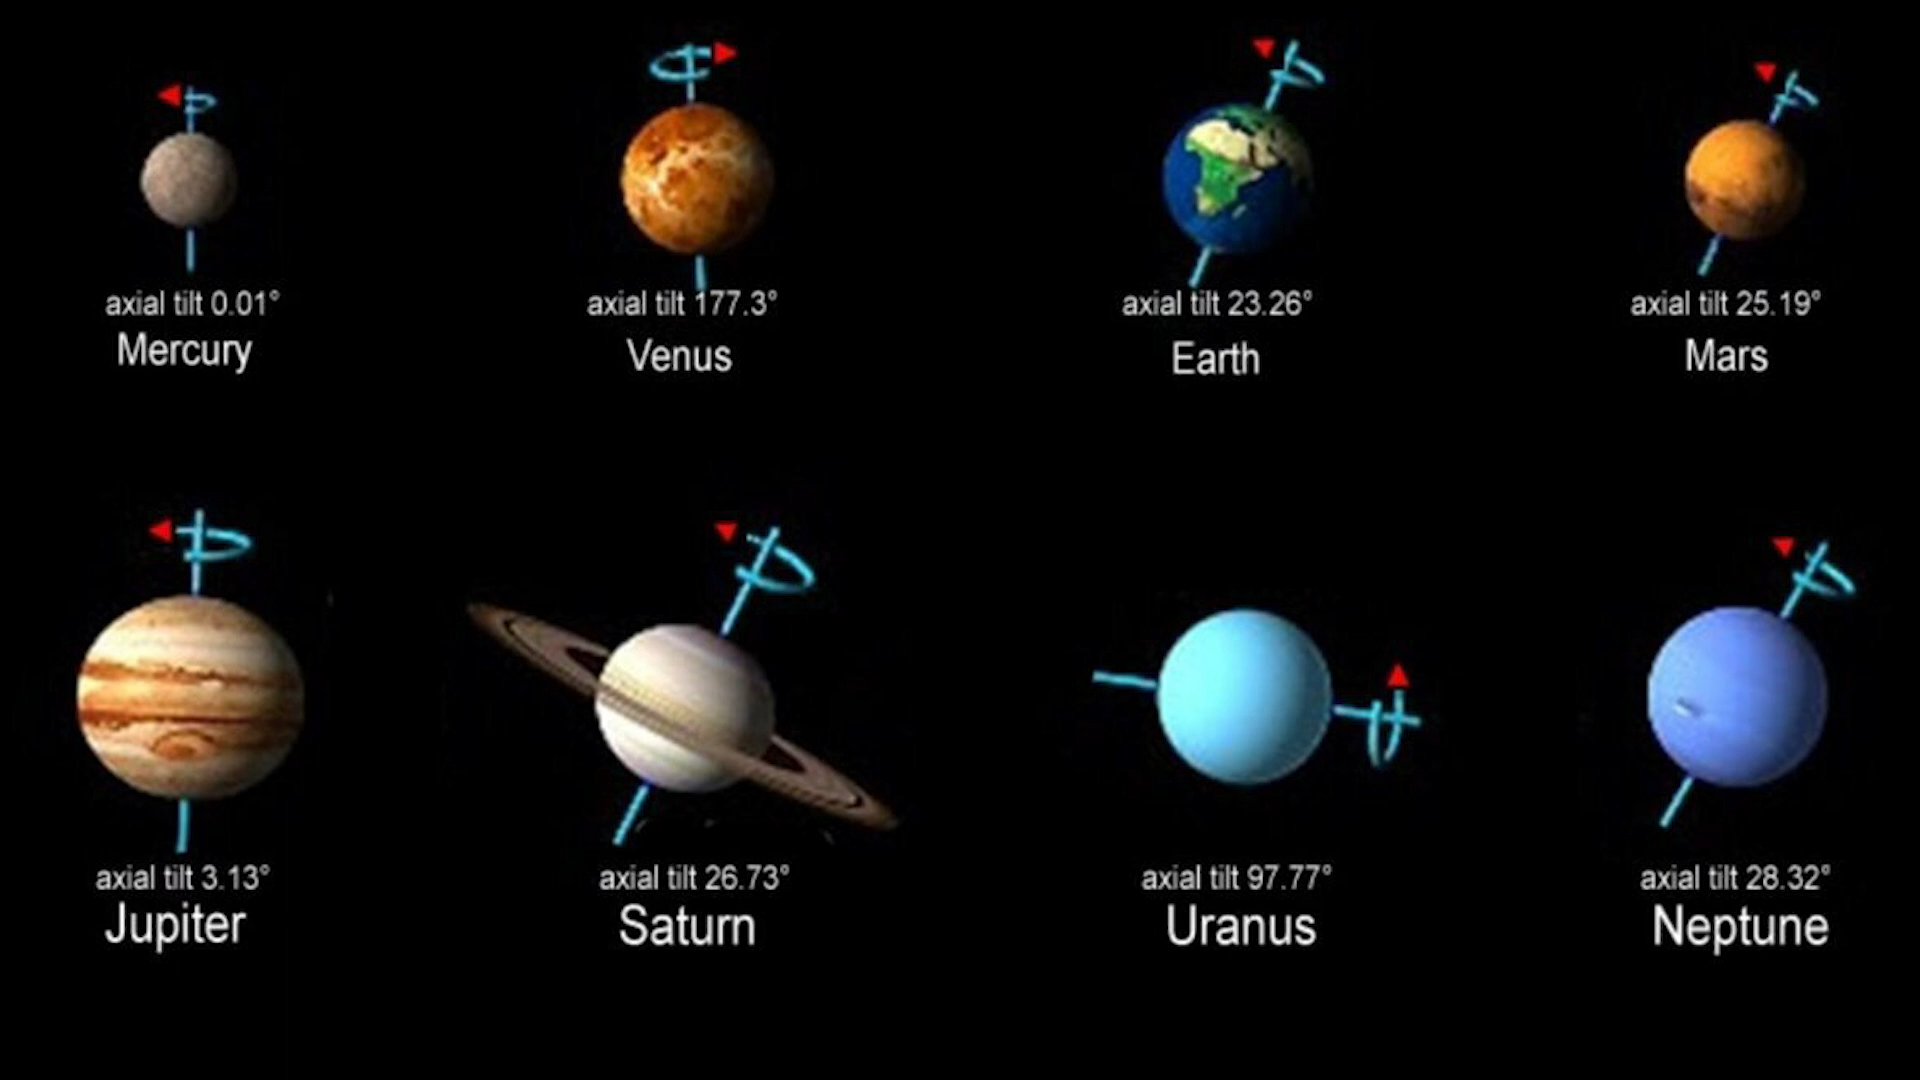 axial tilt 0.01°
Mercury
axial tilt 177.3°
Venus
axial tilt 23.26°
Earth
axial tilt 25.19°
Mars
axial tilt 3.13°
Jupiter
axial tilt 26.73°
Saturn
axial tilt 97.77°
Uranus
axial tilt 28.32°
Neptune